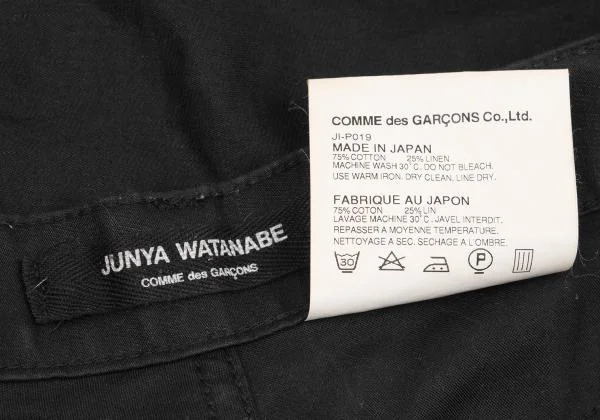 JUNYA WATANABE
COMME des GARÇONS
COMME des GARÇONS Co.,Ltd.
JI-P019
MADE IN JAPAN
75% COTTON 25% LINEN
MACHINE WASH 30°C. DO NOT BLEACH.
USE WARM IRON. DRY CLEAN. LINE DRY.
FABRIQUE AU JAPON
75% COTON 25% LIN
LAVAGE MACHINE 30°C. JAVEL INTERDIT.
REPASSER A MOYENNE TEMPERATURE.
NETTOYAGE A SEC. SECHAGE A L'OMBRE.
30 P